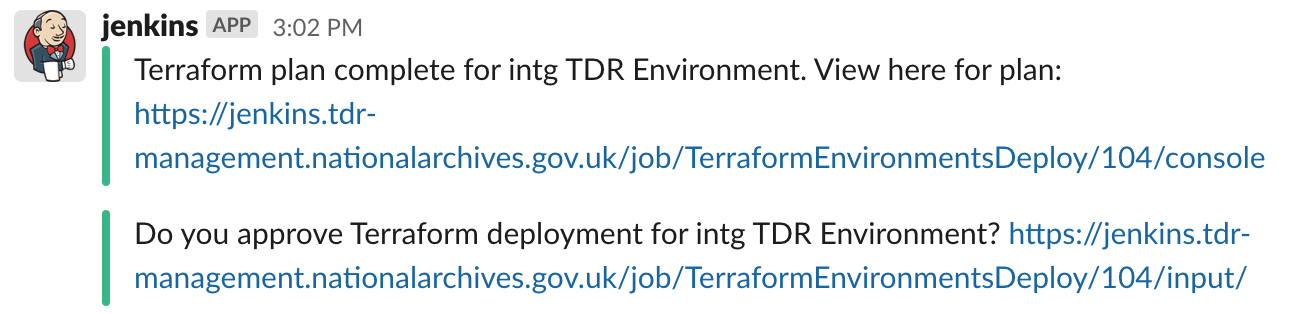 jenkins APP 3:02 PM
Terraform plan complete for intg TDR Environment. View here for plan:
https://jenkins.tdr-
management.nationalarchives.gov.uk/job/TerraformEnvironmentsDeploy/104/console
Do you approve Terraform deployment for intg TDR Environment? https://jenkins.tdr-
management.nationalarchives.gov.uk/job/TerraformEnvironmentsDeploy/104/input/